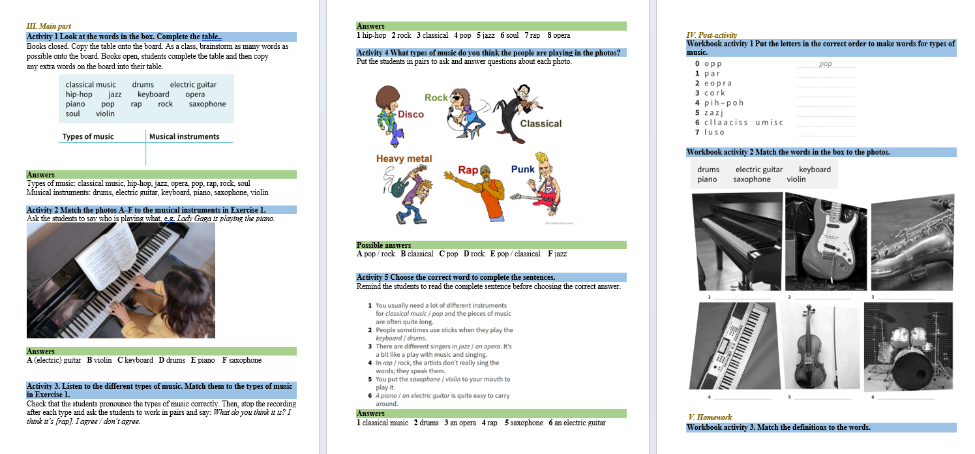 III. Main part
Activity 1 Look at the words in the box. Complete the table..
Books closed. Copy the table onto the board. As a class, brainstorm as many words as
possible onto the board. Books open, students complete the table and then copy
any extra words on the board into their table.
classical music drums electric guitar
hip-hop jazz keyboard opera
piano pop rap rock saxophone
soul violin
Types of music Musical instruments
Answers
Types of music: classical music, hip-hop, jazz, opera, pop, rap, rock, soul
Musical instruments: drums, electric guitar, keyboard, piano, saxophone, violin
Activity 2 Match the photos A–F to the musical instruments in Exercise 1.
Ask the students to say who is playing what, e.g. Lady Gaga is playing the piano.
Answers
A (electric) guitar B violin C keyboard D drums E piano F saxophone
Activity 3. Listen to the different types of music. Match them to the types of music
in Exercise 1.
Check that the students pronounce the types of music correctly. Then, stop the recording
after each type and ask the students to work in pairs and say: What do you think it is? I
think it's [rap]. I agree / don't agree.
Answers
1 hip-hop 2 rock 3 classical 4 pop 5 jazz 6 soul 7 rap 8 opera
Activity 4 What types of music do you think the people are playing in the photos?
Put the students in pairs to ask and answer questions about each photo.
Rock
Disco
Classical
Heavy metal
Rap
Punk
Possible answers
A pop / rock B classical C pop D rock E pop / classical F jazz
Activity 5 Choose the correct word to complete the sentences.
Remind the students to read the complete sentence before choosing the correct answer.
1 You usually need a lot of different instruments
for classical music / pop and the pieces of music
are often quite long.
2 People sometimes use sticks when they play the
keyboard / drums.
3 There are different singers in jazz / an opera. It's
a bit like a play with music and singing.
4 In rap / rock, the artists don't really sing the
words; they speak them.
5 You put the saxophone / violin to your mouth to
play it.
6 A piano / an electric guitar is quite easy to carry
around.
Answers
1 classical music 2 drums 3 an opera 4 rap 5 saxophone 6 an electric guitar
IV. Post-activity
Workbook activity 1 Put the letters in the correct order to make words for types of
music.
0 opp pop
1 par
2 eopra
3 cork
4 pih–poh
5 zazj
6 cllaaciss umisc
7 luso
Workbook activity 2 Match the words in the box to the photos.
drums electric guitar keyboard
piano saxophone violin
1 2 3
4 5 6
V. Homework
Workbook activity 3. Match the definitions to the words.